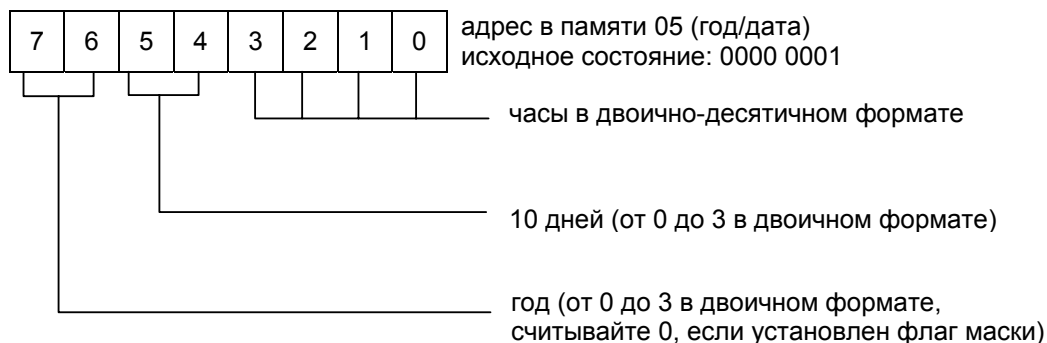 7 6 5 4 3 2 1 0
адрес в памяти 05 (год/дата)
исходное состояние: 0000 0001
часы в двоично-десятичном формате
10 дней (от 0 до 3 в двоичном формате)
год (от 0 до 3 в двоичном формате,
считывайте 0, если установлен флаг маски)